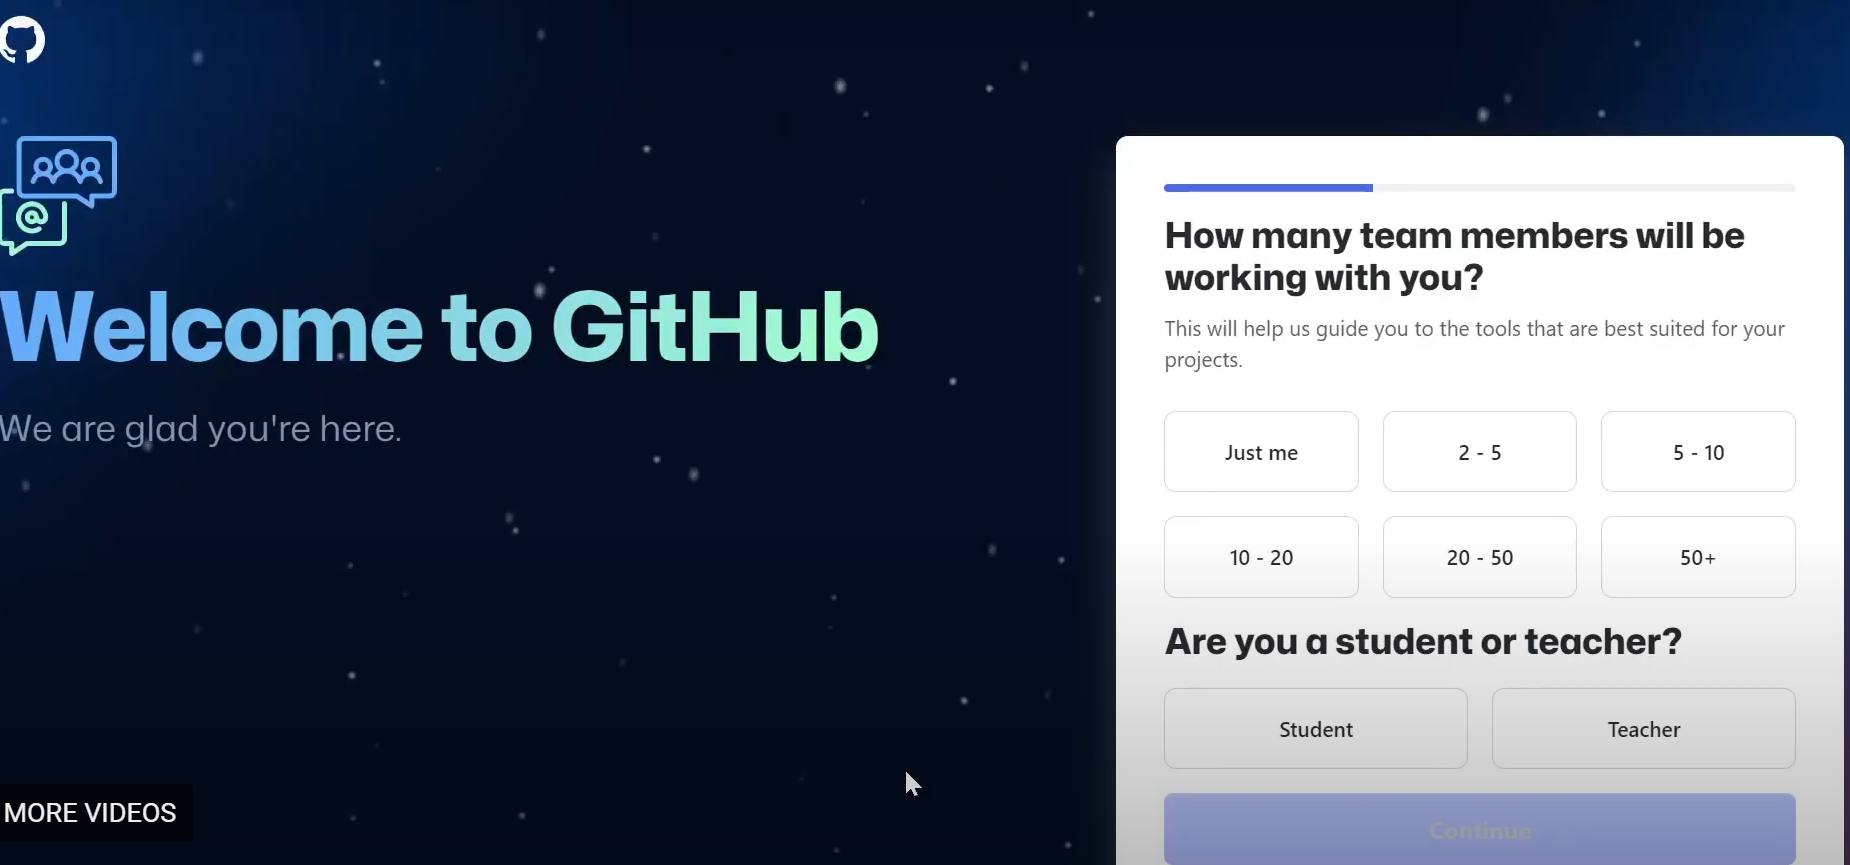 @
Welcome to GitHub
We are glad you're here.
MORE VIDEOS
How many team members will be
working with you?
This will help us guide you to the tools that are best suited for your
projects.
Just me
2 - 5
5 - 10
10 - 20
20 - 50
50+
Are you a student or teacher?
Student
Teacher
Continue